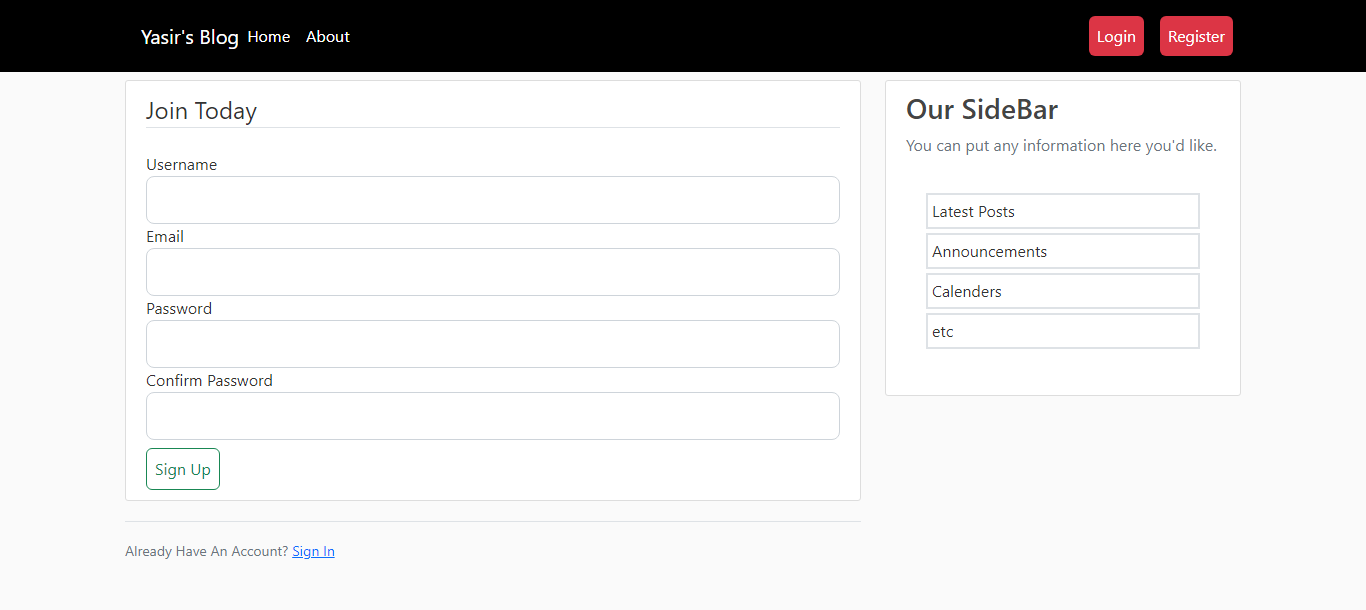 Yasir's Blog Home About Login Register
Join Today
Username
Email
Password
Confirm Password
Sign Up
Already Have An Account? Sign In
Our SideBar
You can put any information here you'd like.
Latest Posts
Announcements
Calenders
etc